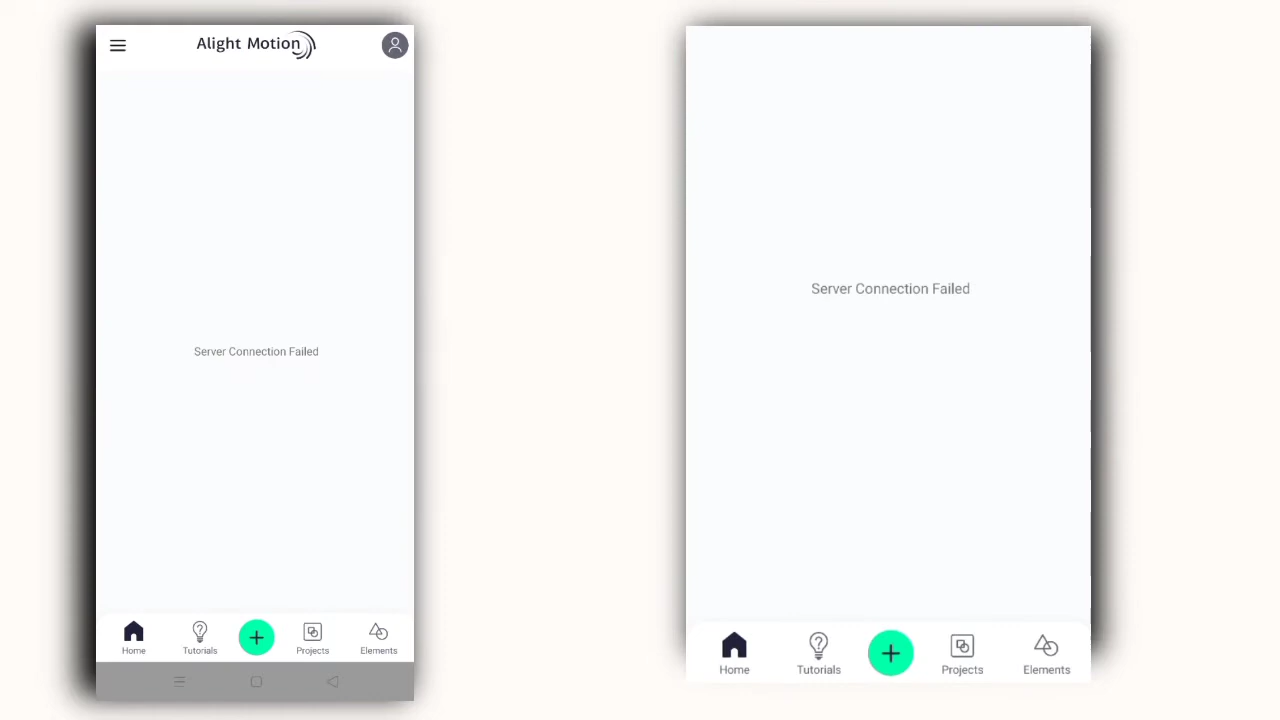 Alight Motion
Server Connection Failed
Home
Tutorials
Projects
Elements
Server Connection Failed
Home
Tutorials
Projects
Elements